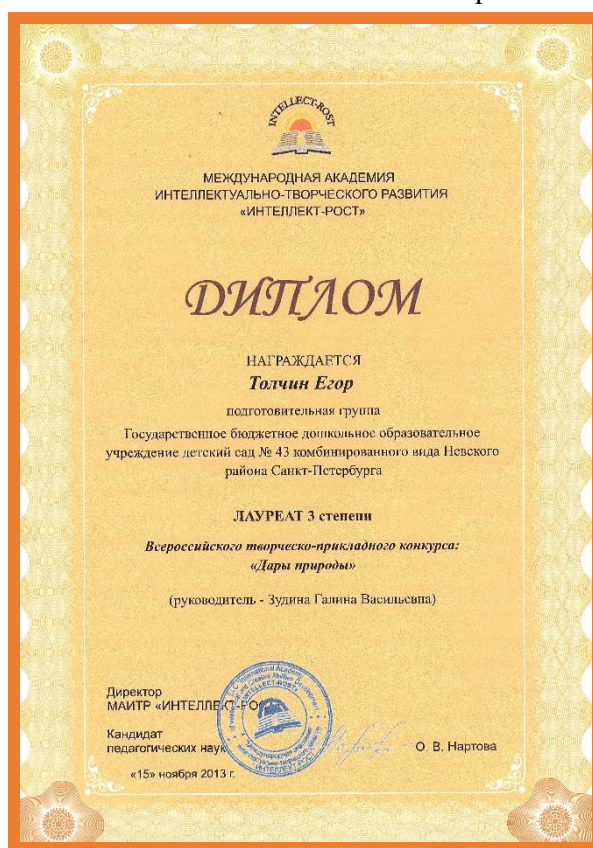 INTELLECT-ROST
МЕЖДУНАРОДНАЯ АКАДЕМИЯ
ИНТЕЛЛЕКТУАЛЬНО-ТВОРЧЕСКОГО РАЗВИТИЯ
«ИНТЕЛЛЕКТ-РОСТ»
ДИПЛОМ
НАГРАЖДАЕТСЯ
Толчин Егор
подготовительная группа
Государственное бюджетное дошкольное образовательное
учреждение детский сад № 43 комбинированного вида Невского
района Санкт-Петербурга
ЛАУРЕАТ 3 степени
Всероссийского творческо-прикладного конкурса:
«Дары природы»
(руководитель - Зудина Галина Васильевна)
Директор
МАИТР «ИНТЕЛЛЕКТ-РОСТ»
Кандидат
педагогических наук
О. В. Нартова
«15» ноября 2013 г.